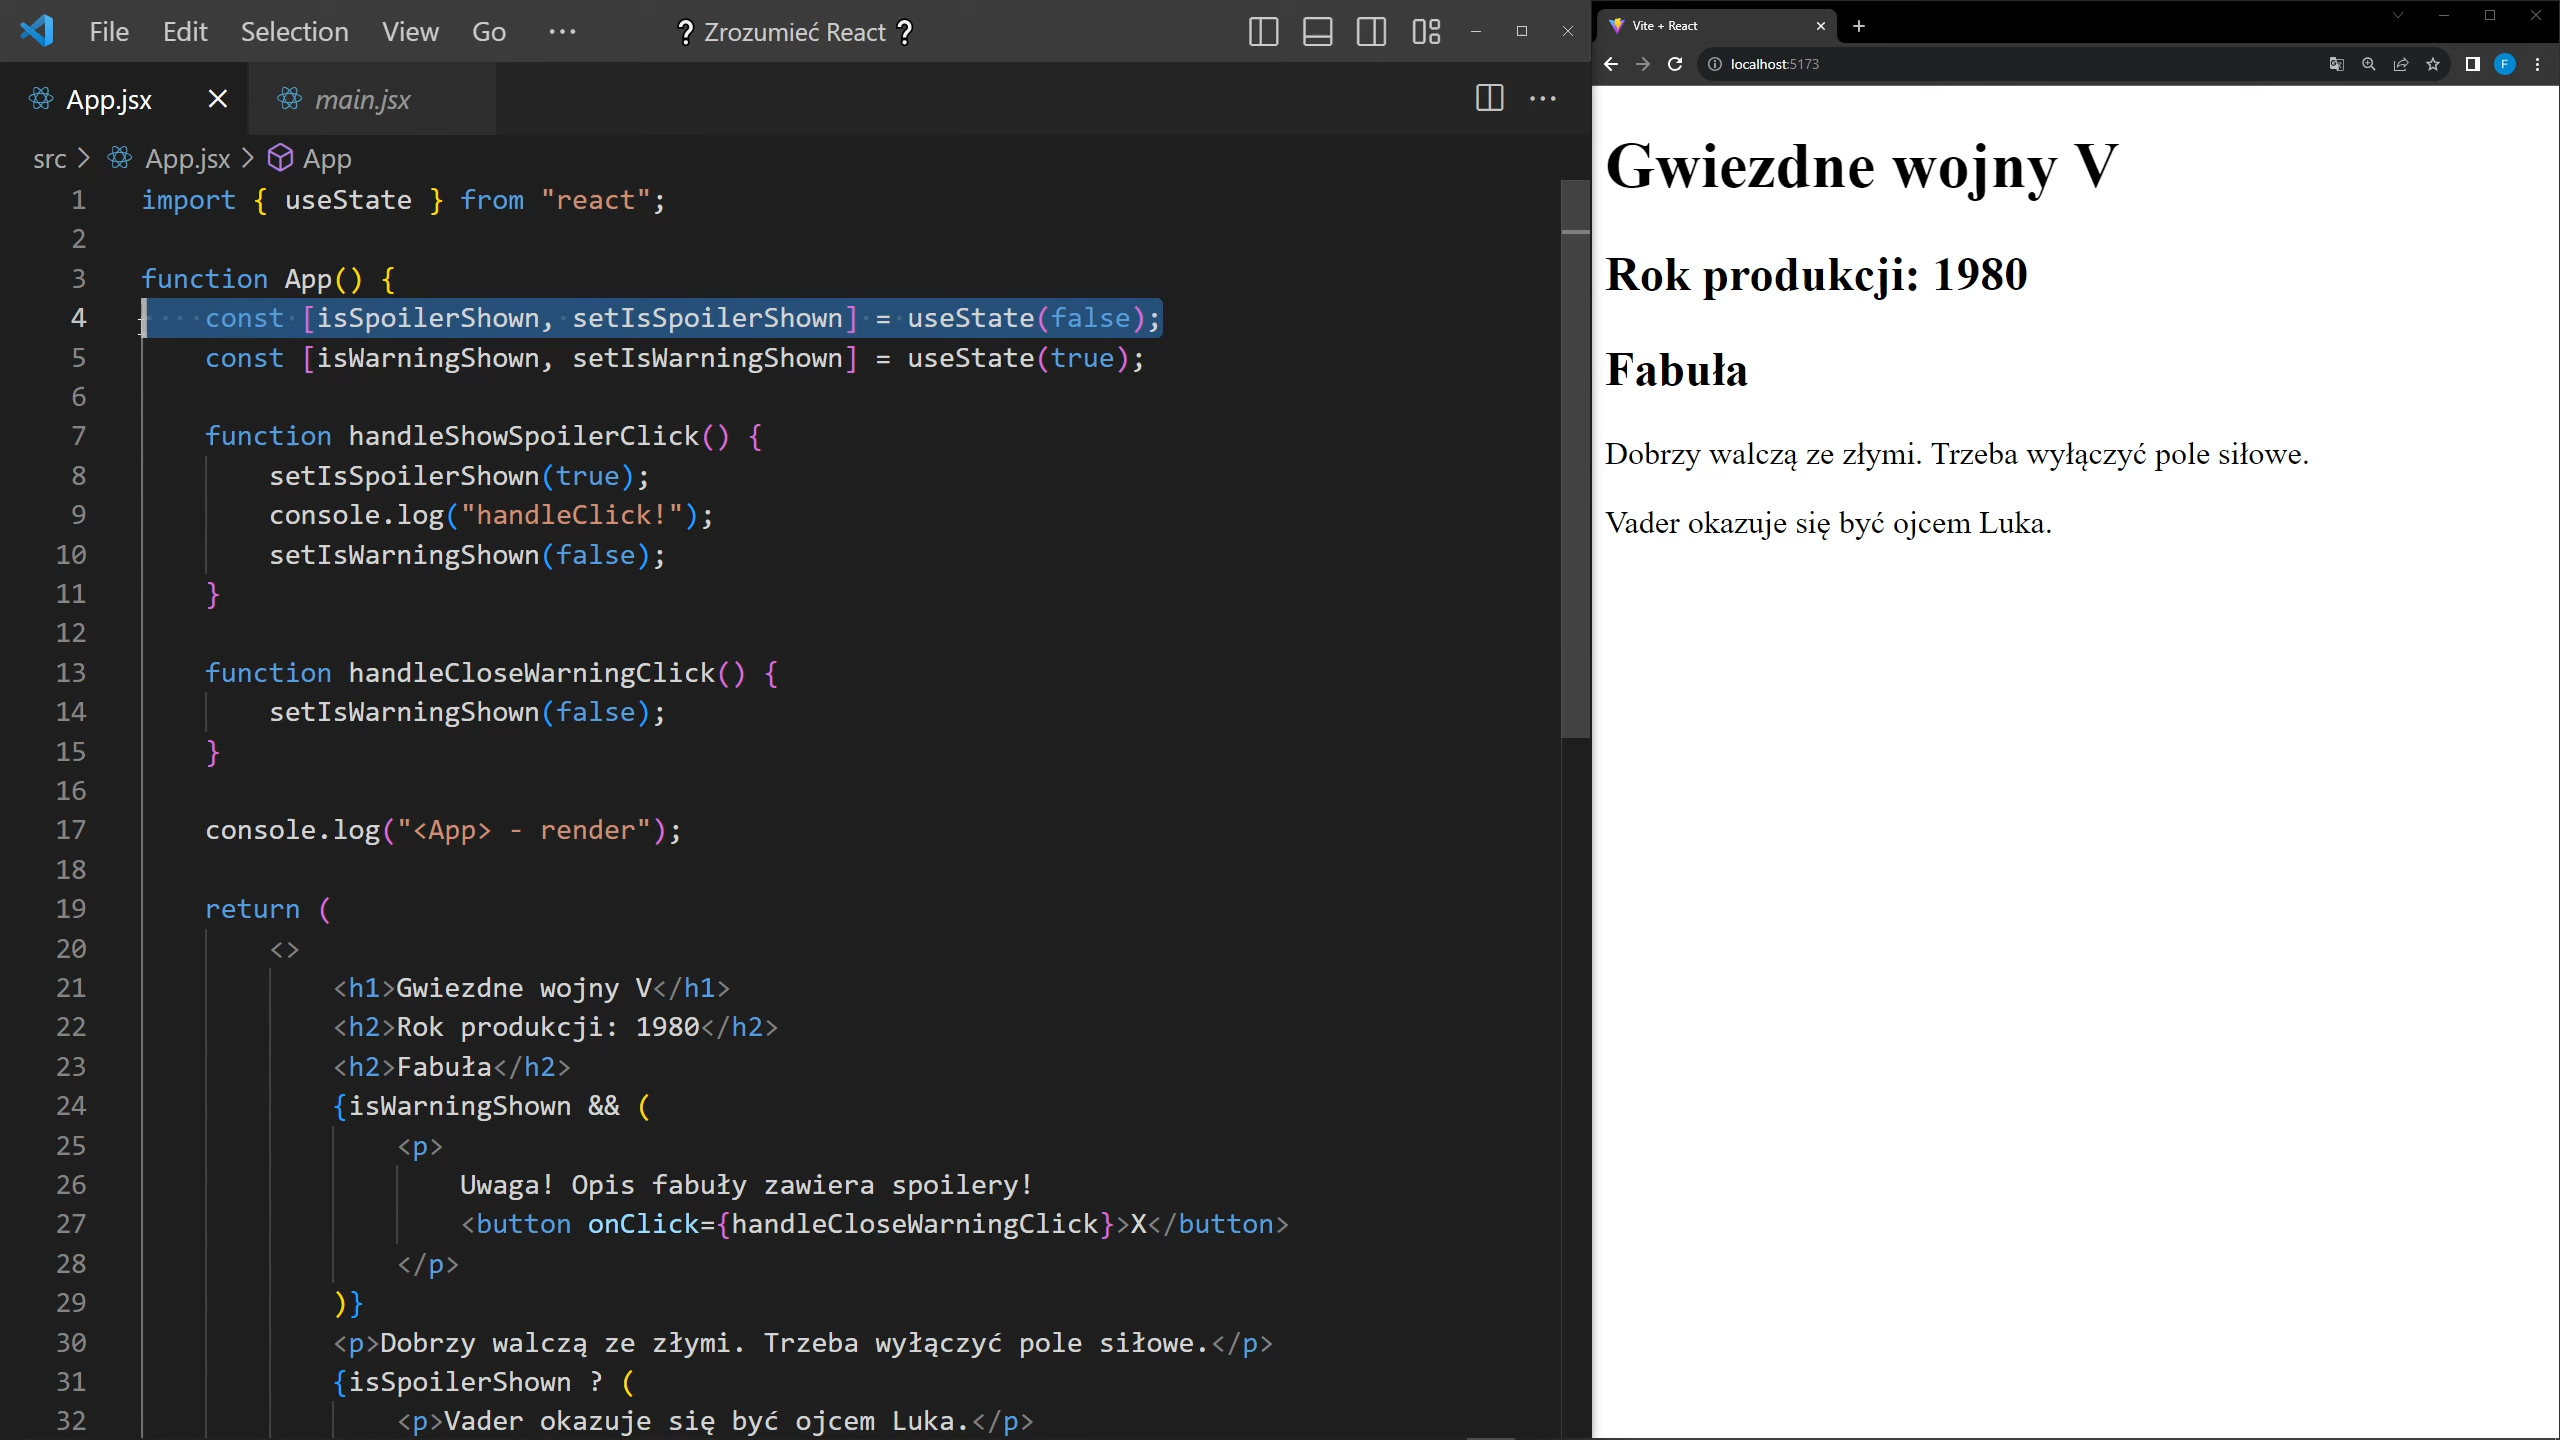 File Edit Selection View Go ··· ? Zrozumieć React ?
App.jsx main.jsx
src > App.jsx > App
1 import { useState } from "react";
2
3 function App() {
4 const [isSpoilerShown, setIsSpoilerShown] = useState(false);
5 const [isWarningShown, setIsWarningShown] = useState(true);
6
7 function handleShowSpoilerClick() {
8 setIsSpoilerShown(true);
9 console.log("handleClick!");
10 setIsWarningShown(false);
11 }
12
13 function handleCloseWarningClick() {
14 setIsWarningShown(false);
15 }
16
17 console.log("<App> - render");
18
19 return (
20 <>
21 <h1>Gwiezdne wojny V</h1>
22 <h2>Rok produkcji: 1980</h2>
23 <h2>Fabuła</h2>
24 {isWarningShown && (
25 <p>
26 Uwaga! Opis fabuły zawiera spoilery!
27 <button onClick={handleCloseWarningClick}>X</button>
28 </p>
29 )}
30 <p>Dobrzy walczą ze złymi. Trzeba wyłączyć pole siłowe.</p>
31 {isSpoilerShown ? (
32 <p>Vader okazuje się być ojcem Luka.</p>
Vite + React
localhost:5173
F
Gwiezdne wojny V
Rok produkcji: 1980
Fabuła
Dobrzy walczą ze złymi. Trzeba wyłączyć pole siłowe.
Vader okazuje się być ojcem Luka.